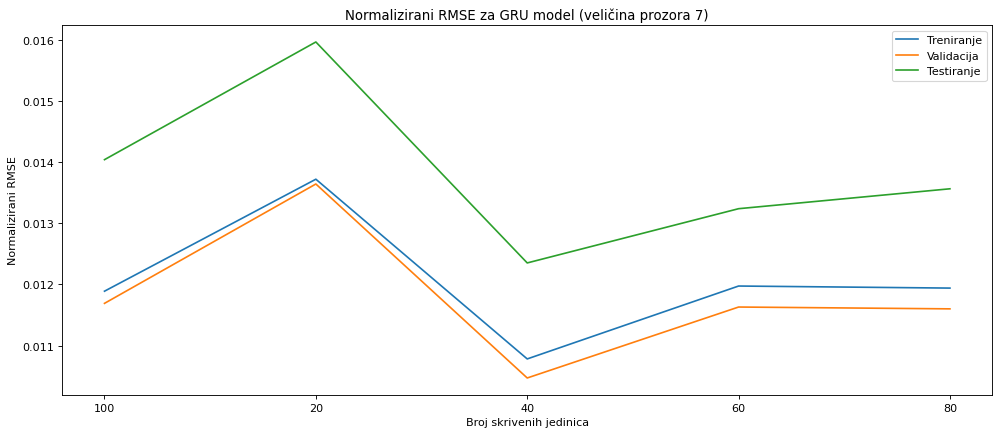 Normalizirani RMSE za GRU model (veličina prozora 7)
Treniranje
Validacija
Testiranje
Normalizirani RMSE
0.016
0.015
0.014
0.013
0.012
0.011
100 20 40 60 80
Broj skrivenih jedinica